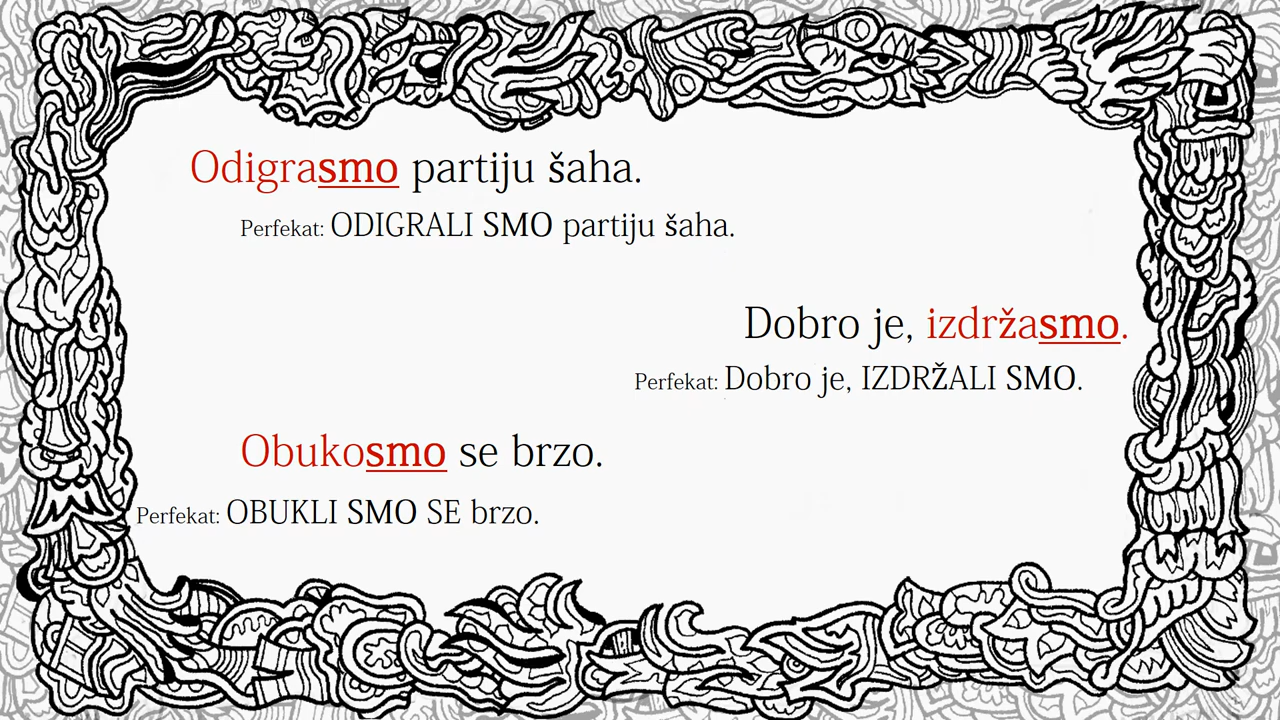 Odigrasmo partiju šaha.
Perfekat: ODIGRALI SMO partiju šaha.
Dobro je, izdržasmo.
Perfekat: Dobro je, IZDRŽALI SMO.
Obukosmo se brzo.
Perfekat: OBUKLI SMO SE brzo.